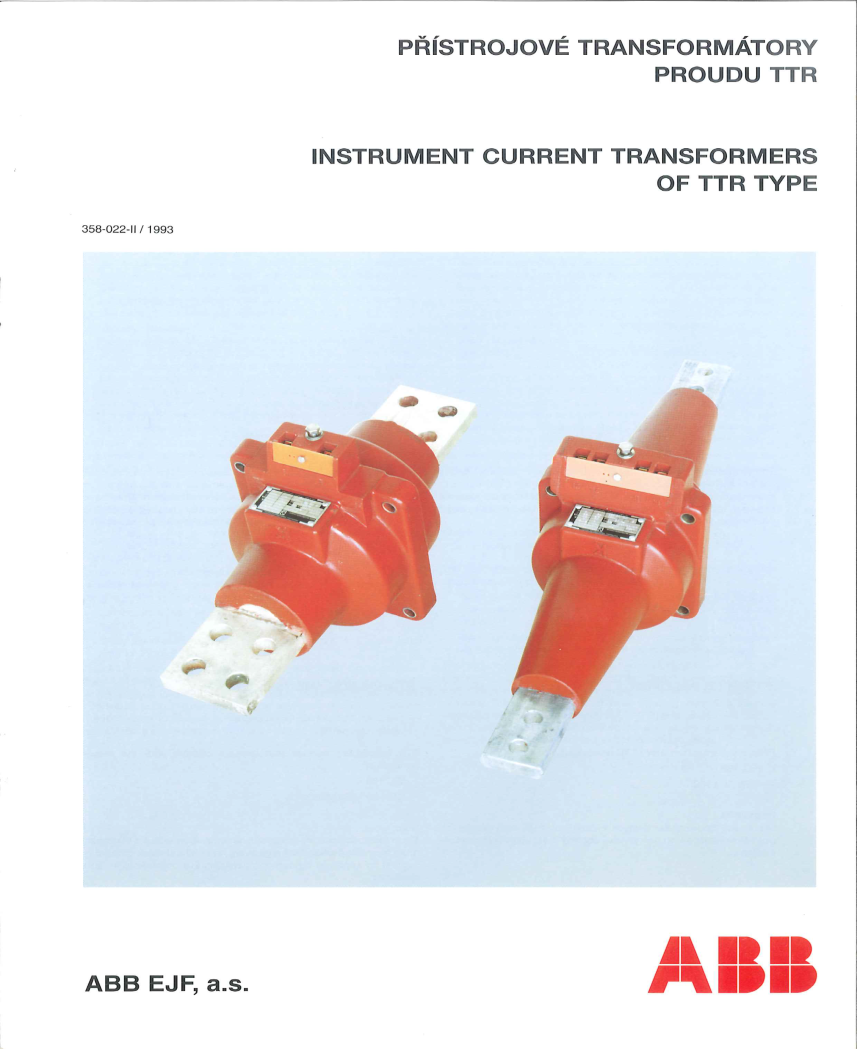 PŘÍSTROJOVÉ TRANSFORMÁTORY
PROUDU TTR
INSTRUMENT CURRENT TRANSFORMERS
OF TTR TYPE
358-022-II / 1993
ABB EJF, a.s.
ABB